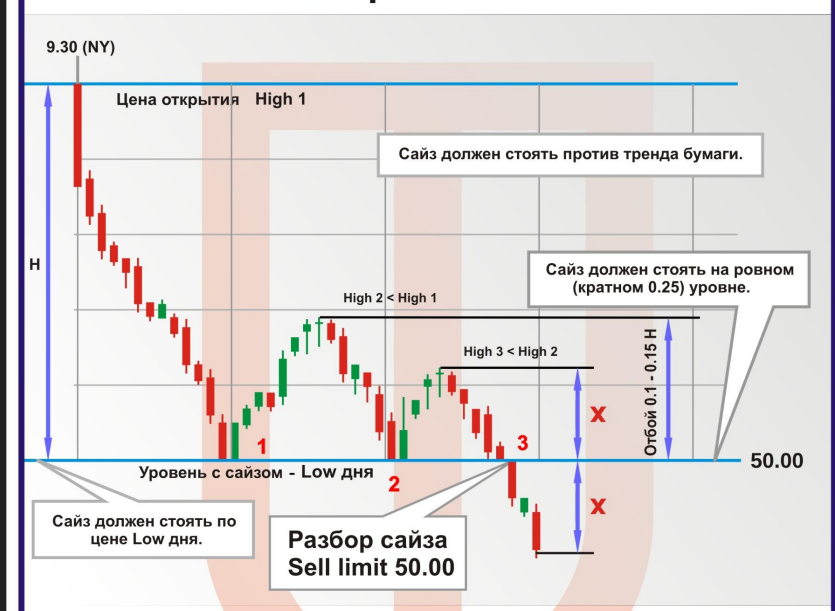 9.30 (NY)
Цена открытия High 1
Сайз должен стоять против тренда бумаги.
H
Сайз должен стоять на ровном
(кратном 0.25) уровне.
High 2 < High 1
High 3 < High 2
Отбой 0.1 - 0.15 H
X
1
3
50.00
Уровень с сайзом - Low дня
2
X
Сайз должен стоять по
цене Low дня.
Разбор сайза
Sell limit 50.00